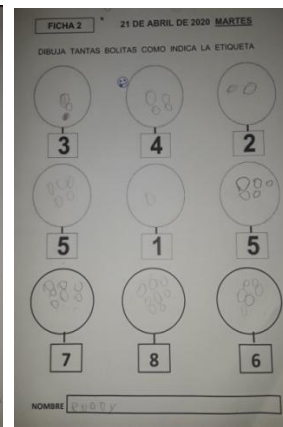 FICHA 2 * 21 DE ABRIL DE 2020 MARTES
DIBUJA TANTAS BOLITAS COMO INDICA LA ETIQUETA
3 4 2
5 1 5
7 8 6
NOMBRE